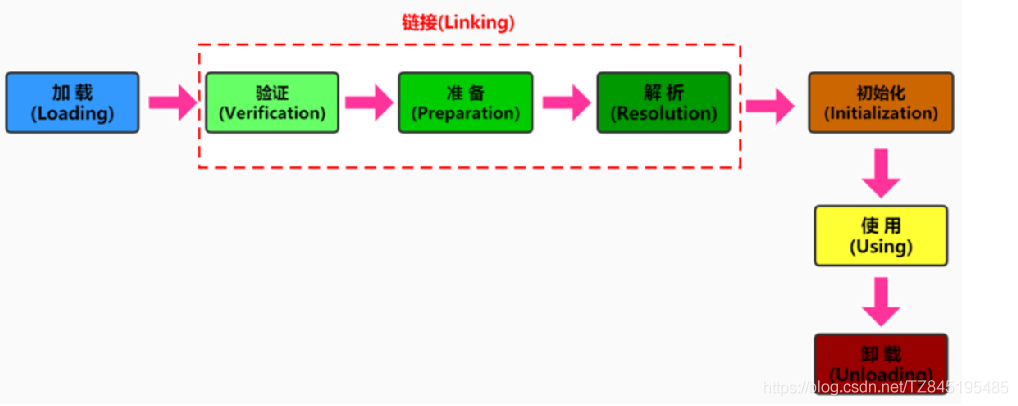 链接(Linking)
加 载
(Loading)
验证
(Verification)
准 备
(Preparation)
解 析
(Resolution)
初始化
(Initialization)
使 用
(Using)
卸 载
(Unloading)
https://blog.csdn.net/TZ845195485